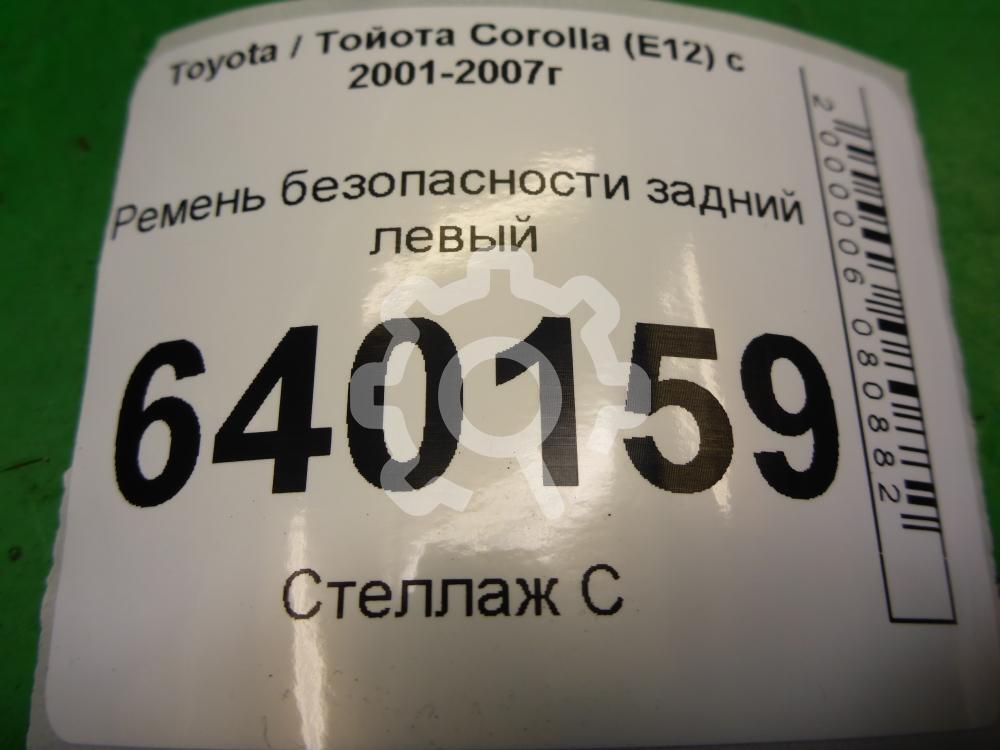 Toyota / Тойота Corolla (E12) с
2001-2007г
Ремень безопасности задний
левый
640159
Стеллаж С
2000006080882